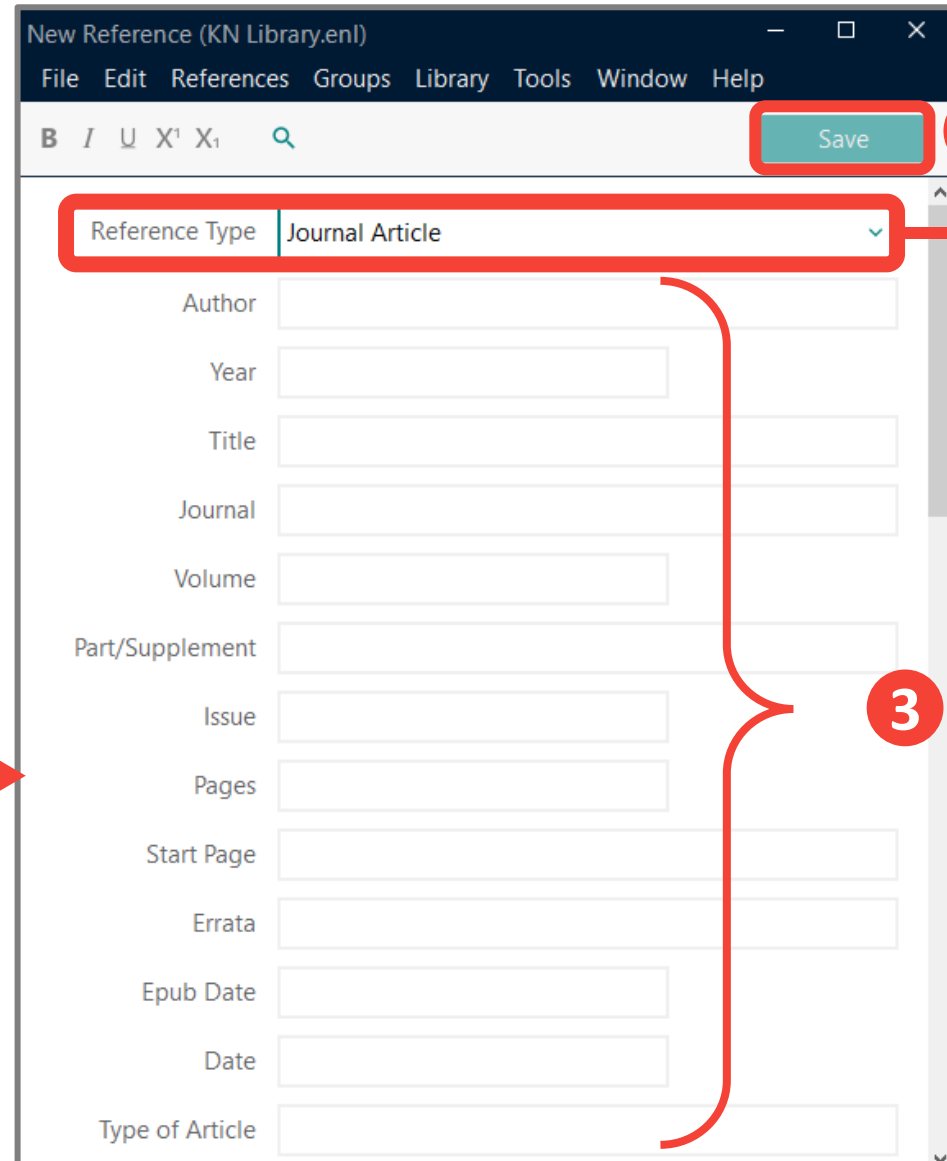 New Reference (KN Library.enl)
File Edit References Groups Library Tools Window Help
B I U X¹ X₁ Save
Reference Type Journal Article
Author
Year
Title
Journal
Volume
Part/Supplement
Issue
3
Pages
Start Page
Errata
Epub Date
Date
Type of Article